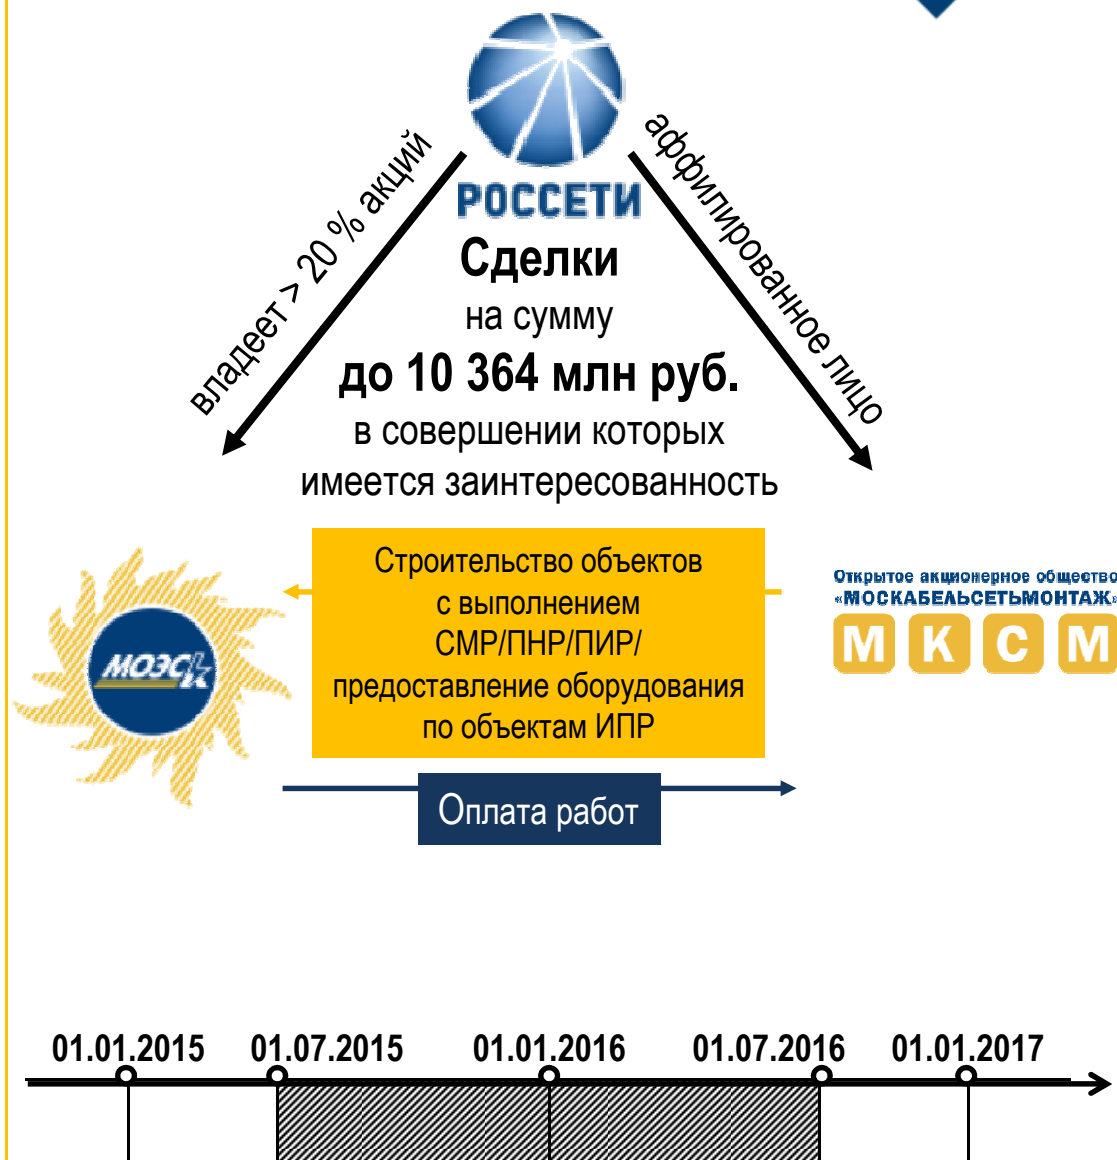 РОССЕТИ
владеет > 20 % акций
аффилированное лицо
Сделки
на сумму
до 10 364 млн руб.
в совершении которых
имеется заинтересованность
МОЭСК
Строительство объектов
с выполнением
СМР/ПНР/ПИР/
предоставление оборудования
по объектам ИПР
Открытое акционерное общество
«МОСКАБЕЛЬСЕТЬМОНТАЖ»
М К С М
Оплата работ
01.01.2015 01.07.2015 01.01.2016 01.07.2016 01.01.2017